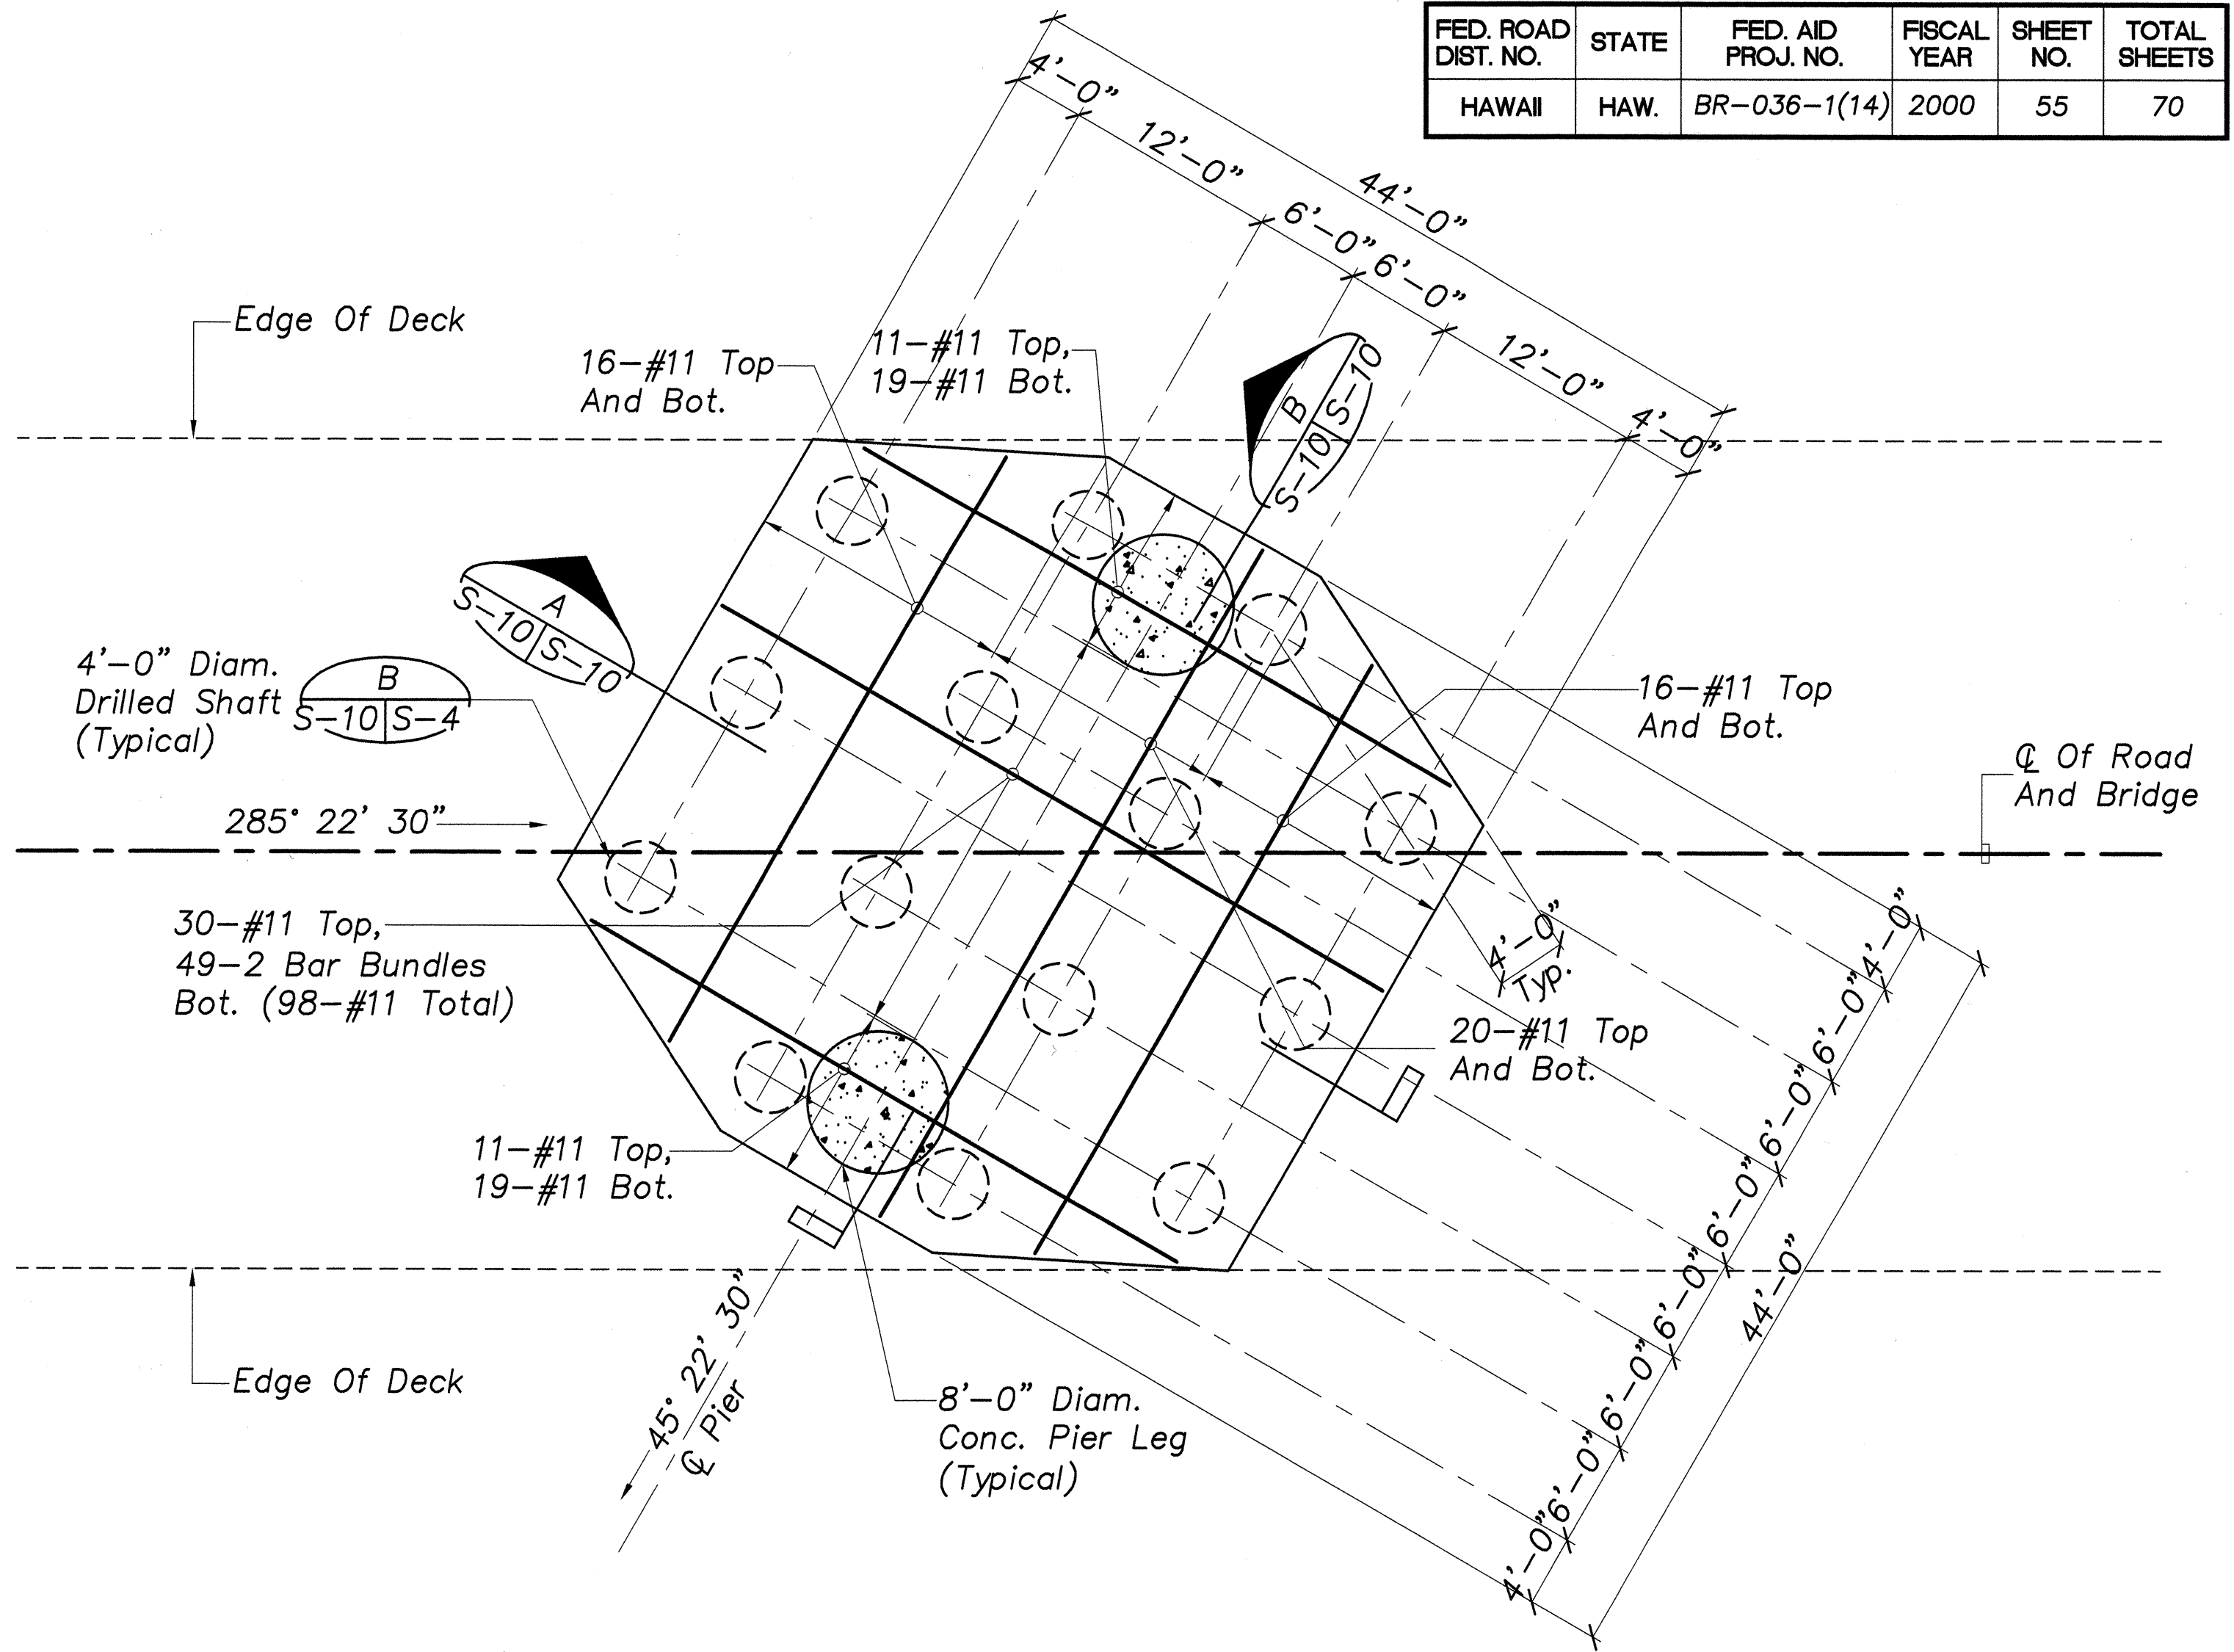 FED. ROAD DIST. NO. STATE FED. AID PROJ. NO. FISCAL YEAR SHEET NO. TOTAL SHEETS
HAWAII HAW. BR-036-1(14) 2000 55 70
4'-0"
12'-0"
44'-0"
6'-0"
6'-0"
12'-0"
4'-0"
Edge Of Deck
16-#11 Top
And Bot.
11-#11 Top,
19-#11 Bot.
B
S-10 S-10
A
S-10 S-10
4'-0" Diam.
Drilled Shaft
(Typical)
B
S-10 S-4
16-#11 Top
And Bot.
℄ Of Road
And Bridge
285° 22' 30"
30-#11 Top,
49-2 Bar Bundles
Bot. (98-#11 Total)
4'-0"
Typ.
20-#11 Top
And Bot.
4'-0"
6'-0"
6'-0"
6'-0"
6'-0"
6'-0"
6'-0"
4'-0"
44'-0"
11-#11 Top,
19-#11 Bot.
Edge Of Deck
45° 22' 30"
℄ Pier
8'-0" Diam.
Conc. Pier Leg
(Typical)